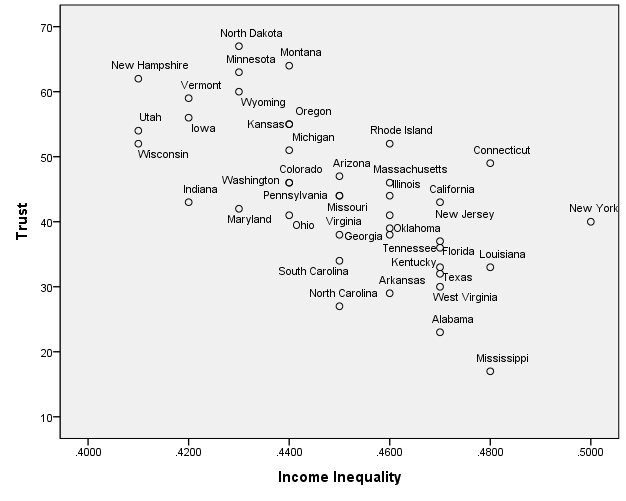 70
North Dakota
Minnesota
Montana
New Hampshire
60
Vermont
Wyoming
Utah
Iowa
Kansas
Oregon
Michigan
Rhode Island
Wisconsin
50
Connecticut
Colorado
Arizona
Massachusetts
Washington
Illinois
Indiana
Pennsylvania
Missouri
California
New York
Maryland
Ohio
Virginia
New Jersey
40
Georgia
Oklahoma
Tennessee
Florida
Louisiana
South Carolina
Kentucky
Texas
Arkansas
30
North Carolina
West Virginia
Alabama
20
Mississippi
10
Trust
.4000
.4200
.4400
.4600
.4800
.5000
Income Inequality